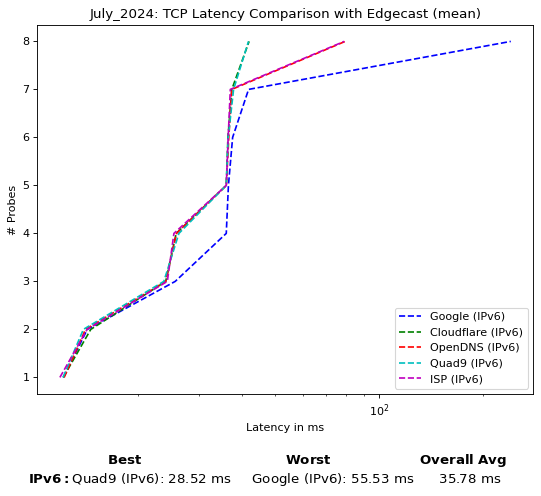 July_2024: TCP Latency Comparison with Edgecast (mean)
# Probes
8
7
6
5
4
3
2
1
Google (IPv6)
Cloudflare (IPv6)
OpenDNS (IPv6)
Quad9 (IPv6)
ISP (IPv6)
10²
Latency in ms
Best Worst Overall Avg
IPv6: Quad9 (IPv6): 28.52 ms Google (IPv6): 55.53 ms 35.78 ms